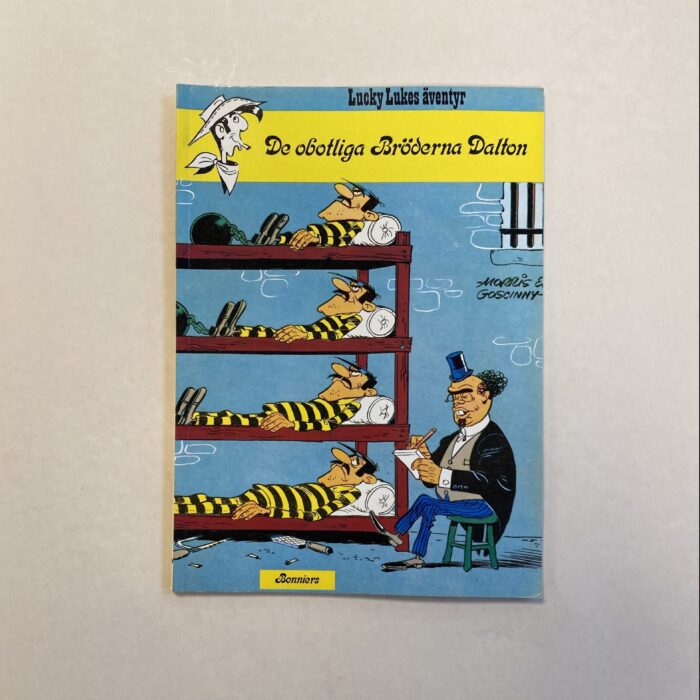 Lucky Lukes äventyr
De obotliga Bröderna Dalton
MORRIS &
GOSCINNY
Bonniers